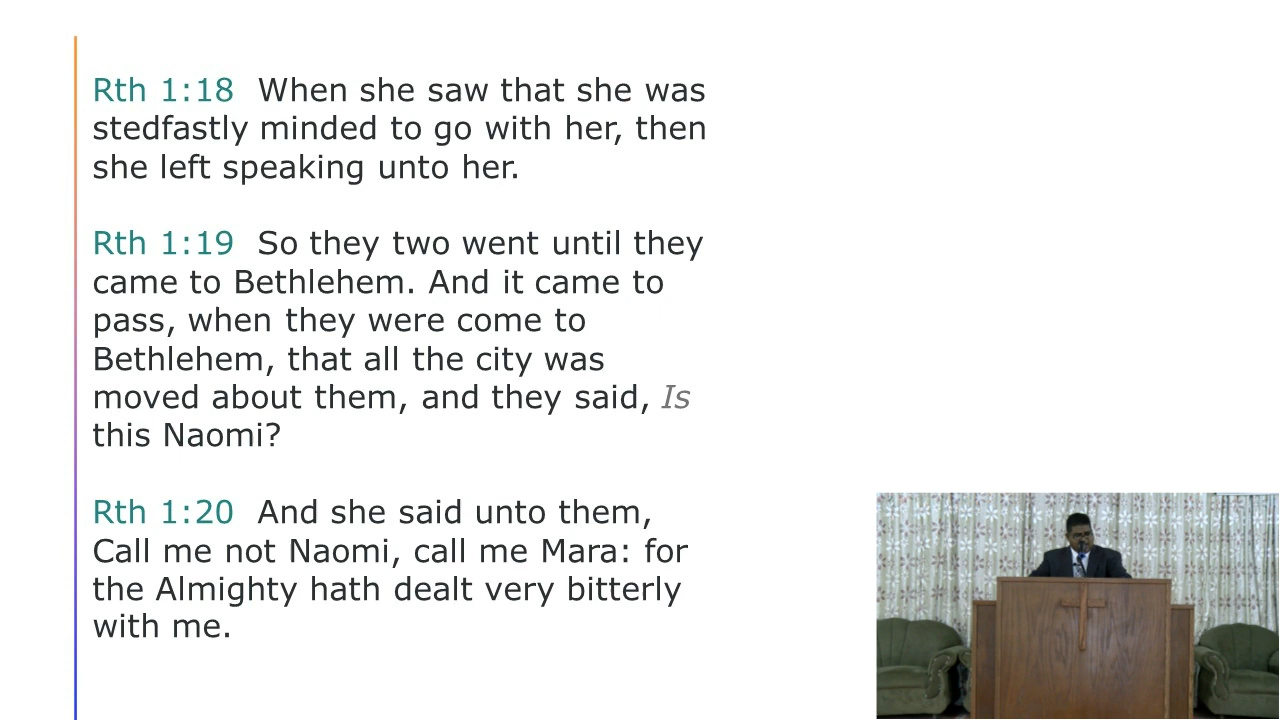 Rth 1:18 When she saw that she was
stedfastly minded to go with her, then
she left speaking unto her.
Rth 1:19 So they two went until they
came to Bethlehem. And it came to
pass, when they were come to
Bethlehem, that all the city was
moved about them, and they said, Is
this Naomi?
Rth 1:20 And she said unto them,
Call me not Naomi, call me Mara: for
the Almighty hath dealt very bitterly
with me.